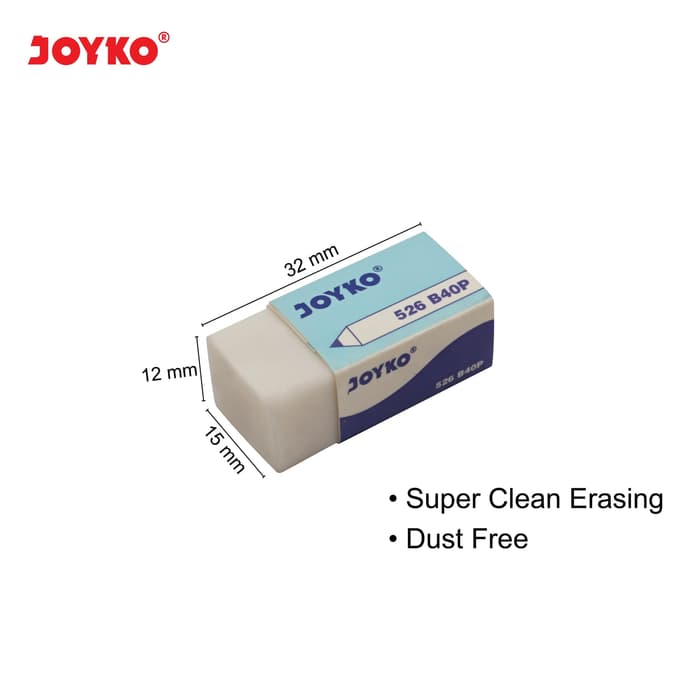 JOYKO®
32 mm
JOYKO®
526 B40P
12 mm
JOYKO®
526 B40P
15 mm
• Super Clean Erasing
• Dust Free